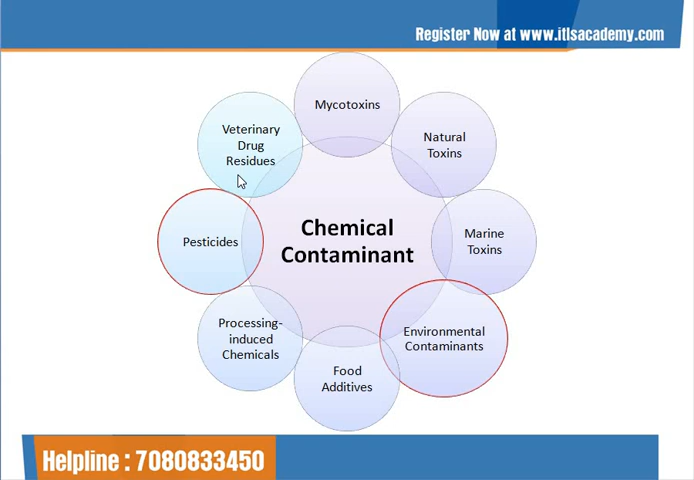 Register Now at www.itlsacademy.com
Mycotoxins
Veterinary
Drug
Residues
Natural
Toxins
Chemical
Contaminant
Pesticides
Marine
Toxins
Processing-
induced
Chemicals
Environmental
Contaminants
Food
Additives
Helpline : 7080833450